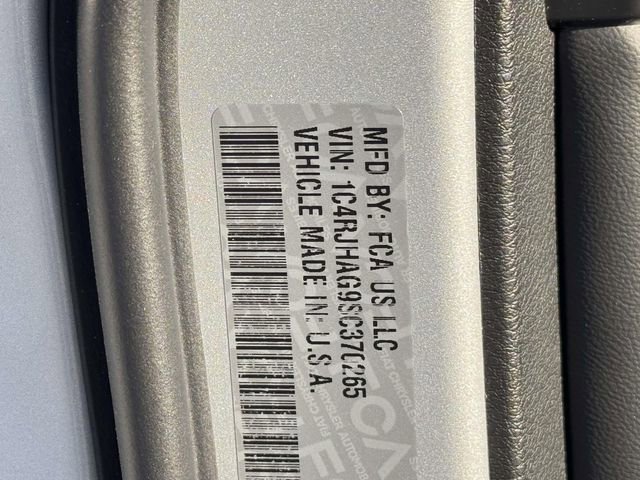 MFD BY: FCA US LLC
VIN: 1C4RJHAG9SC370265
VEHICLE MADE IN: U.S.A.